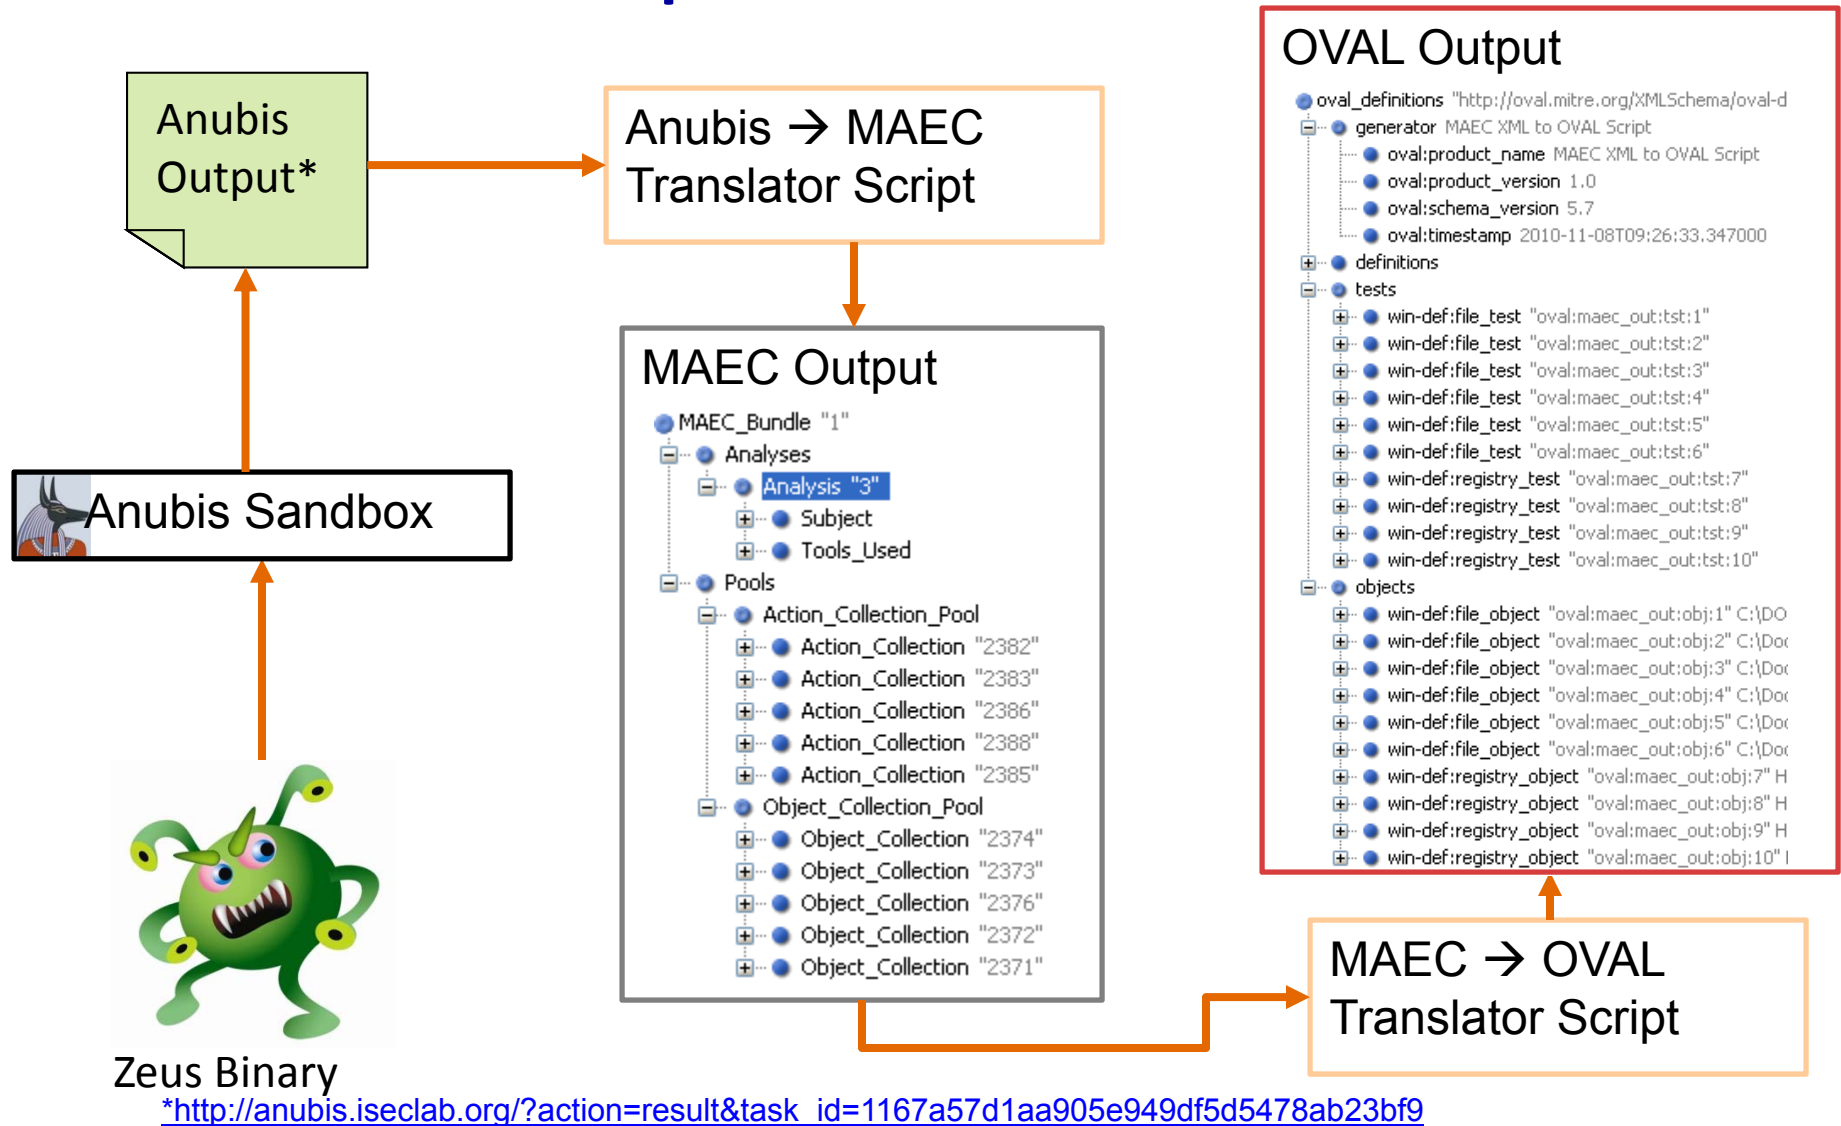 Anubis
Output*
Anubis → MAEC
Translator Script
Anubis Sandbox
Zeus Binary
MAEC Output
MAEC_Bundle "1"
Analyses
Analysis "3"
Subject
Tools_Used
Pools
Action_Collection_Pool
Action_Collection "2382"
Action_Collection "2383"
Action_Collection "2386"
Action_Collection "2388"
Action_Collection "2385"
Object_Collection_Pool
Object_Collection "2374"
Object_Collection "2373"
Object_Collection "2376"
Object_Collection "2372"
Object_Collection "2371"
MAEC → OVAL
Translator Script
OVAL Output
oval_definitions "http://oval.mitre.org/XMLSchema/oval-d
generator MAEC XML to OVAL Script
oval:product_name MAEC XML to OVAL Script
oval:product_version 1.0
oval:schema_version 5.7
oval:timestamp 2010-11-08T09:26:33.347000
definitions
tests
win-def:file_test "oval:maec_out:tst:1"
win-def:file_test "oval:maec_out:tst:2"
win-def:file_test "oval:maec_out:tst:3"
win-def:file_test "oval:maec_out:tst:4"
win-def:file_test "oval:maec_out:tst:5"
win-def:file_test "oval:maec_out:tst:6"
win-def:registry_test "oval:maec_out:tst:7"
win-def:registry_test "oval:maec_out:tst:8"
win-def:registry_test "oval:maec_out:tst:9"
win-def:registry_test "oval:maec_out:tst:10"
objects
win-def:file_object "oval:maec_out:obj:1" C:\DO
win-def:file_object "oval:maec_out:obj:2" C:\Doc
win-def:file_object "oval:maec_out:obj:3" C:\Doc
win-def:file_object "oval:maec_out:obj:4" C:\Doc
win-def:file_object "oval:maec_out:obj:5" C:\Doc
win-def:file_object "oval:maec_out:obj:6" C:\Doc
win-def:registry_object "oval:maec_out:obj:7" H
win-def:registry_object "oval:maec_out:obj:8" H
win-def:registry_object "oval:maec_out:obj:9" H
win-def:registry_object "oval:maec_out:obj:10"
*http://anubis.iseclab.org/?action=result&task_id=1167a57d1aa905e949df5d5478ab23bf9